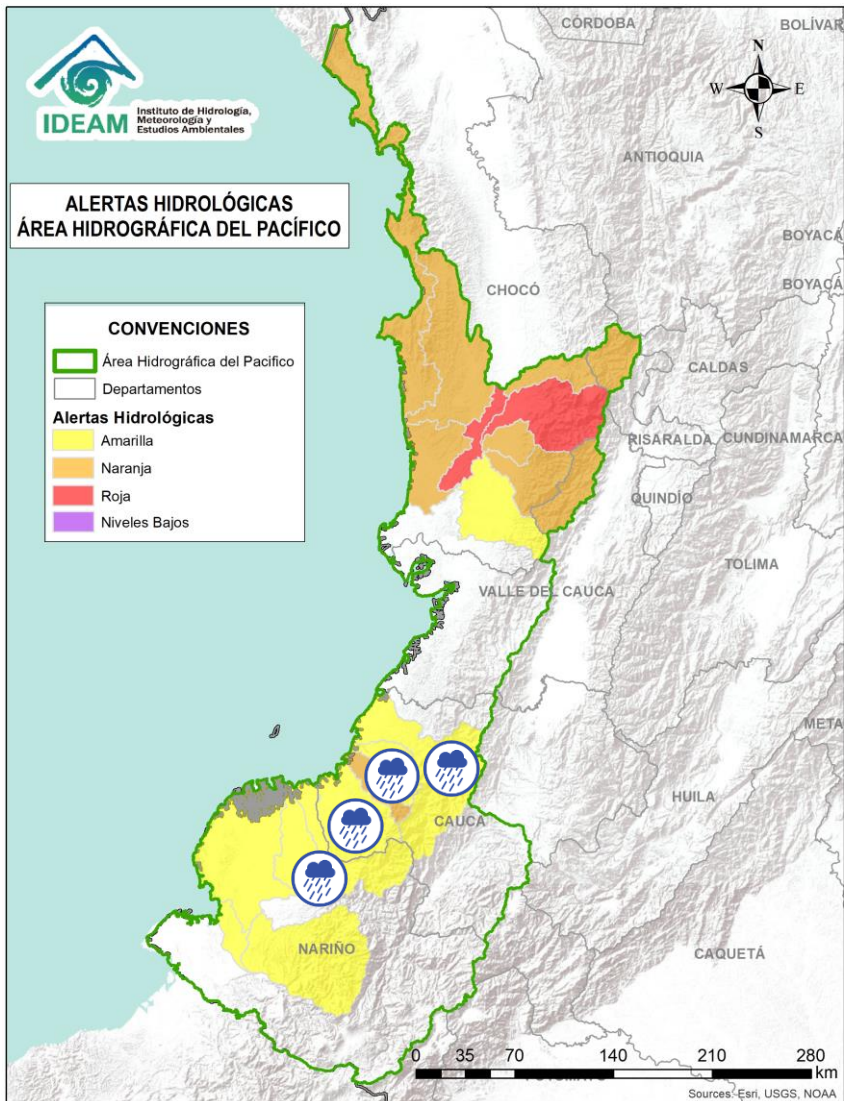 CÓRDOBA
BOLÍVAR
N
W E
S
IDEAM
Instituto de Hidrología,
Meteorología y
Estudios Ambientales
ANTIOQUIA
ALERTAS HIDROLÓGICAS
ÁREA HIDROGRÁFICA DEL PACÍFICO
BOYACÁ
BOYACÁ
CHOCÓ
CONVENCIONES
Área Hidrográfica del Pacifico
Departamentos
Alertas Hidrológicas
Amarilla
Naranja
Roja
Niveles Bajos
CALDAS
RISARALDA
CUNDINAMARCA
QUINDÍO
TOLIMA
VALLE DEL CAUCA
META
HUILA
CAUCA
NARIÑO
CAQUETÁ
0 35 70 140 210 280
km
Sources: Esri, USGS, NOAA